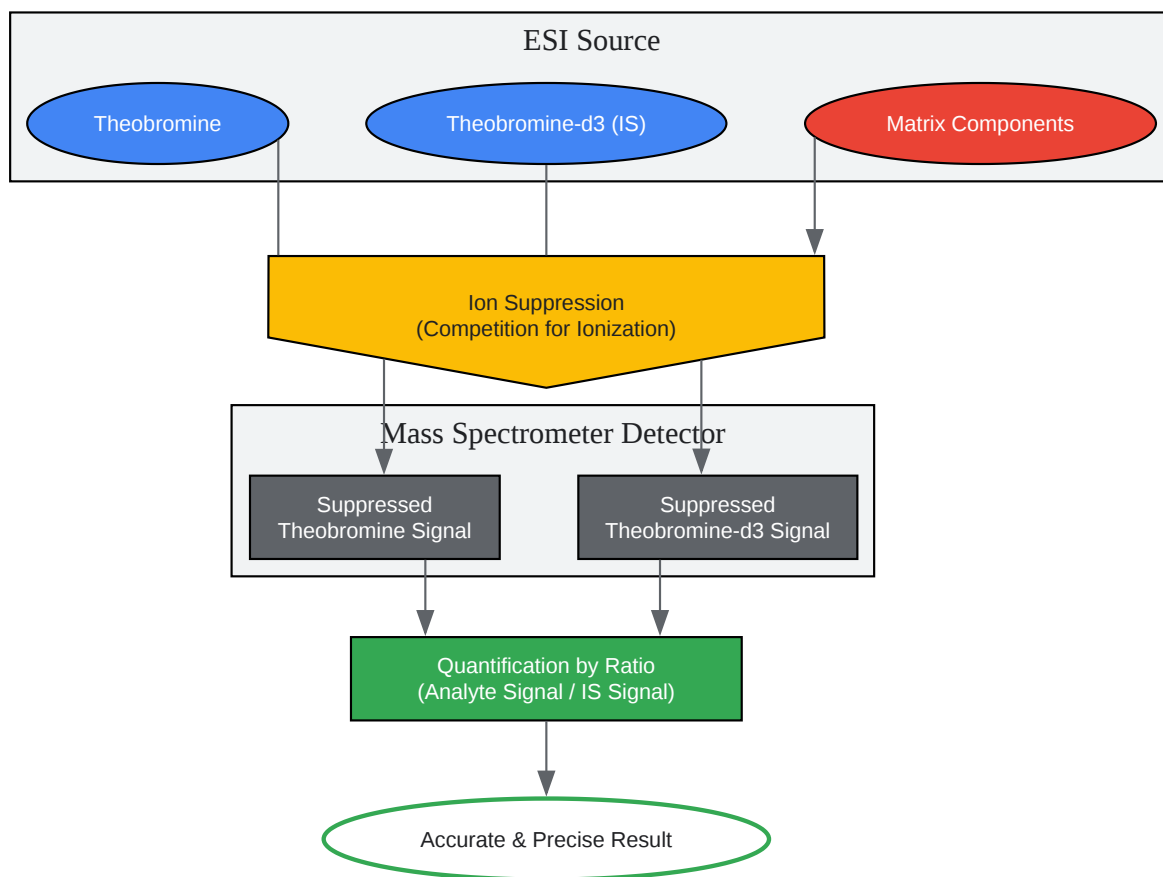 ESI Source
Theobromine
Theobromine-d3 (IS)
Matrix Components
Ion Suppression
(Competition for Ionization)
Mass Spectrometer Detector
Suppressed
Theobromine Signal
Suppressed
Theobromine-d3 Signal
Quantification by Ratio
(Analyte Signal / IS Signal)
Accurate & Precise Result